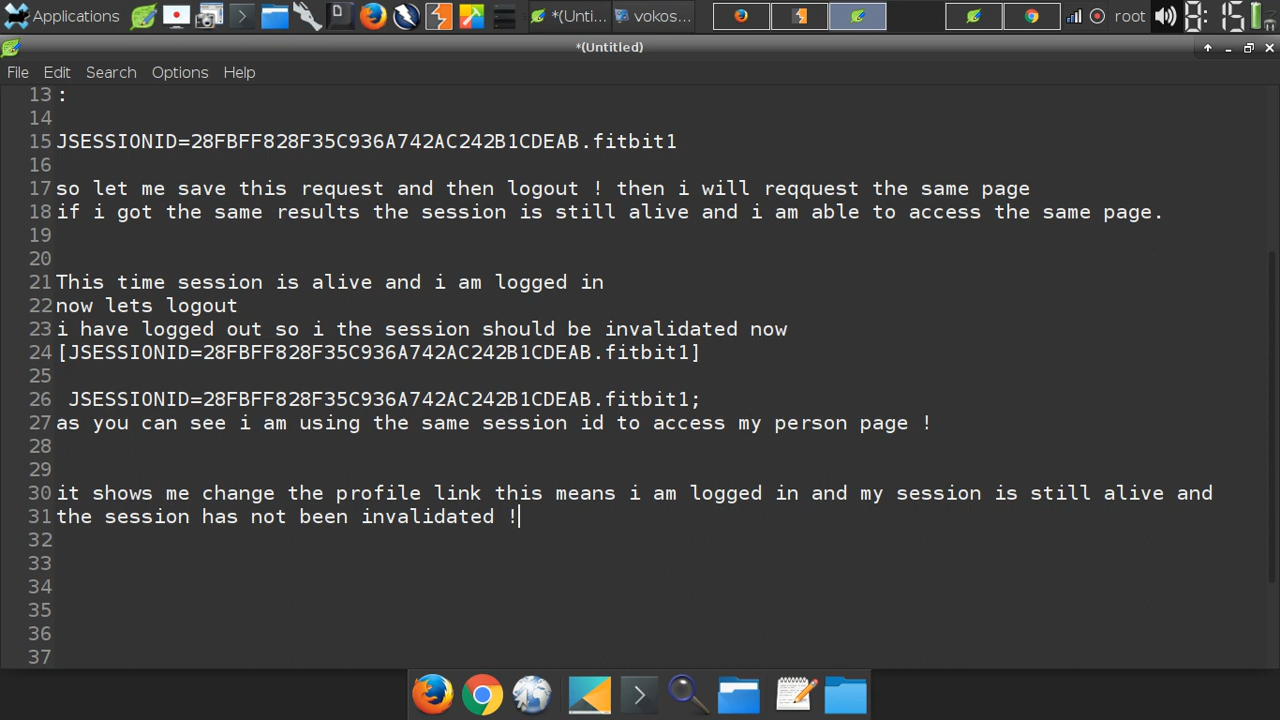 Applications
*(Unti...
vokos...
root
8:15
*(Untitled)
File Edit Search Options Help
13 :
14
15 JSESSIONID=28FBFF828F35C936A742AC242B1CDEAB.fitbit1
16
17 so let me save this request and then logout ! then i will reqquest the same page
18 if i got the same results the session is still alive and i am able to access the same page.
19
20
21 This time session is alive and i am logged in
22 now lets logout
23 i have logged out so i the session should be invalidated now
24 [JSESSIONID=28FBFF828F35C936A742AC242B1CDEAB.fitbit1]
25
26 JSESSIONID=28FBFF828F35C936A742AC242B1CDEAB.fitbit1;
27 as you can see i am using the same session id to access my person page !
28
29
30 it shows me change the profile link this means i am logged in and my session is still alive and
31 the session has not been invalidated !
32
33
34
35
36
37